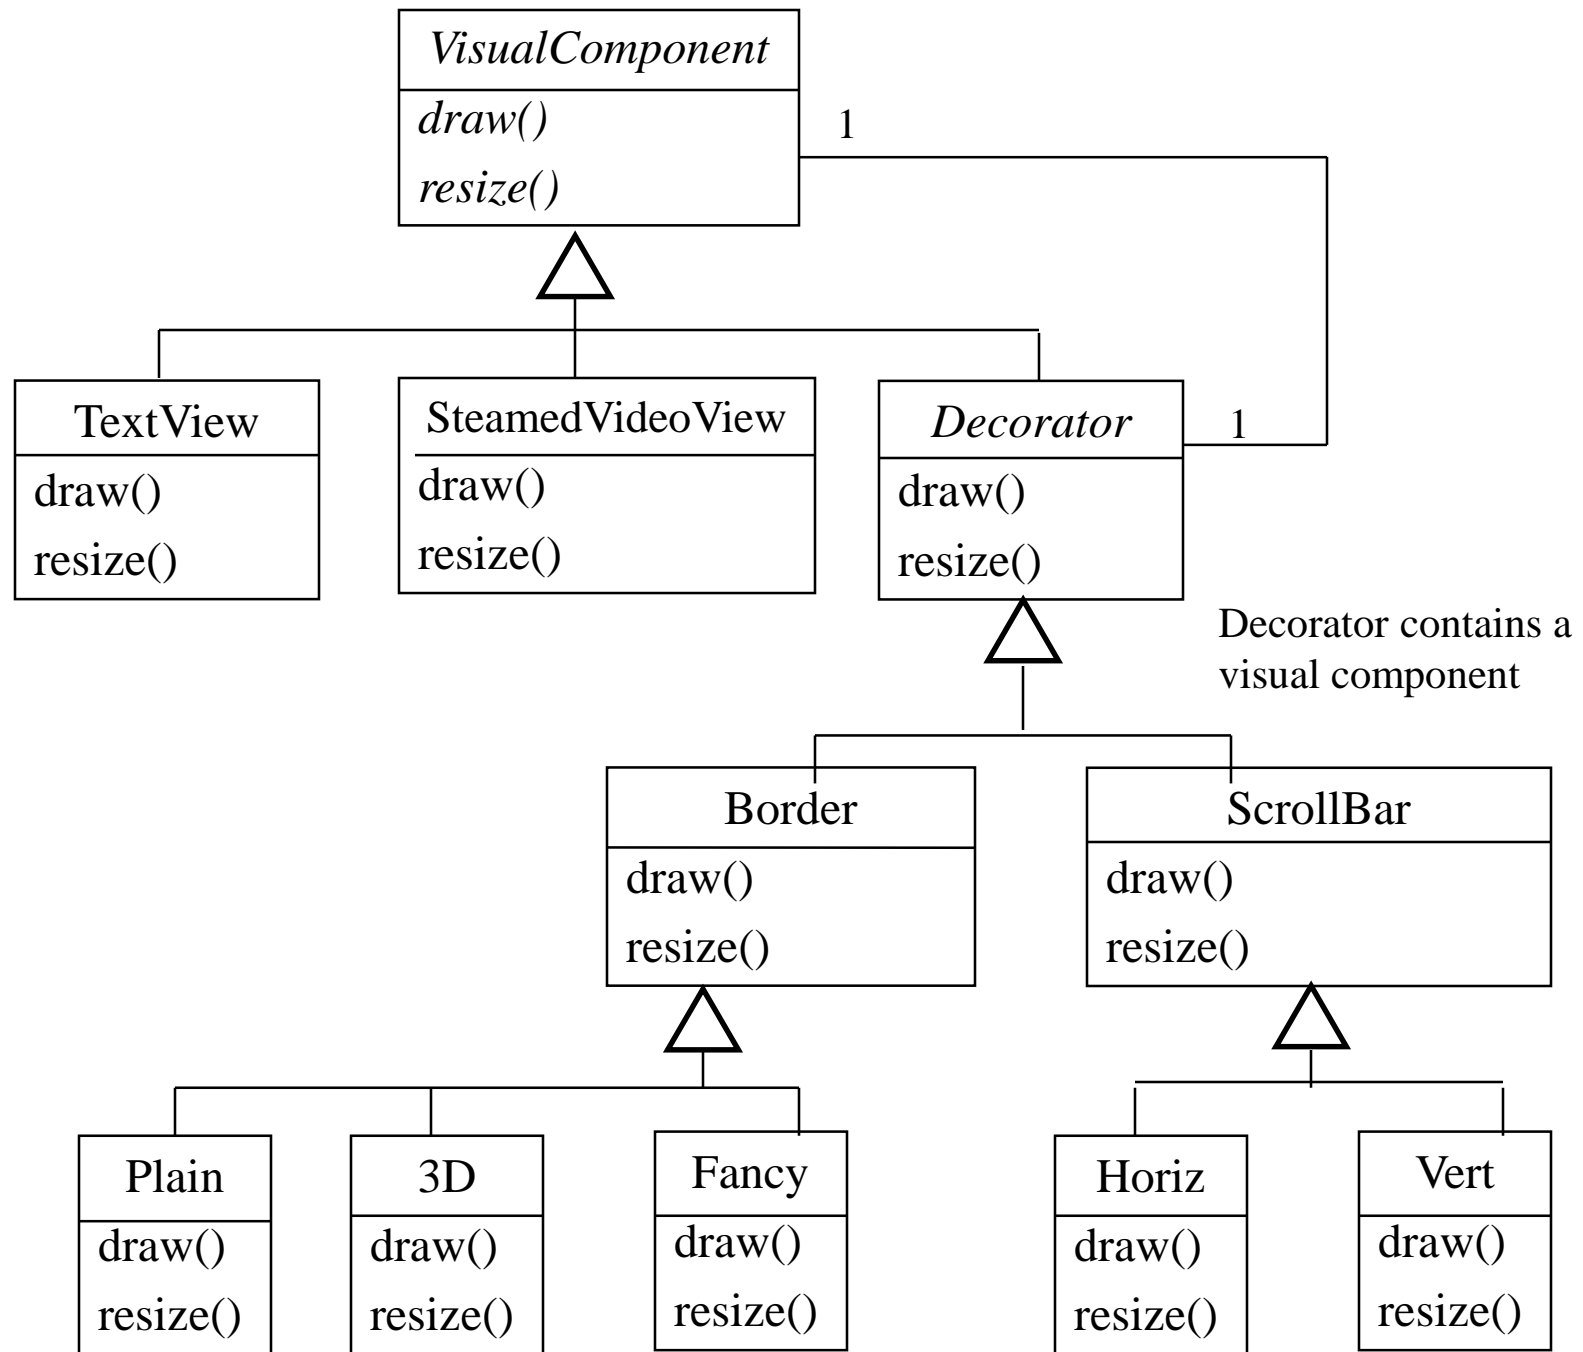 VisualComponent
draw()
resize()
1
TextView
draw()
resize()
SteamedVideoView
draw()
resize()
Decorator
draw()
resize()
1
Decorator contains a
visual component
Border
draw()
resize()
ScrollBar
draw()
resize()
Plain
draw()
resize()
3D
draw()
resize()
Fancy
draw()
resize()
Horiz
draw()
resize()
Vert
draw()
resize()